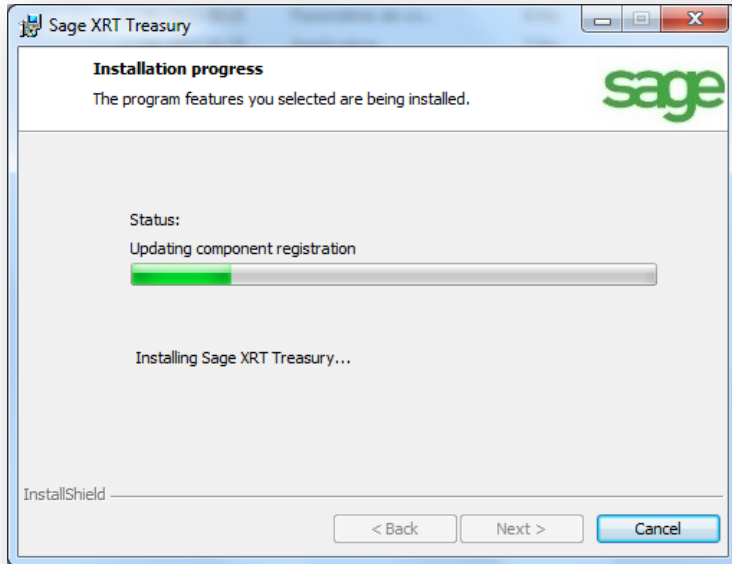 Sage XRT Treasury
Installation progress
The program features you selected are being installed.
sage
Status:
Updating component registration
Installing Sage XRT Treasury...
InstallShield
< Back
Next >
Cancel